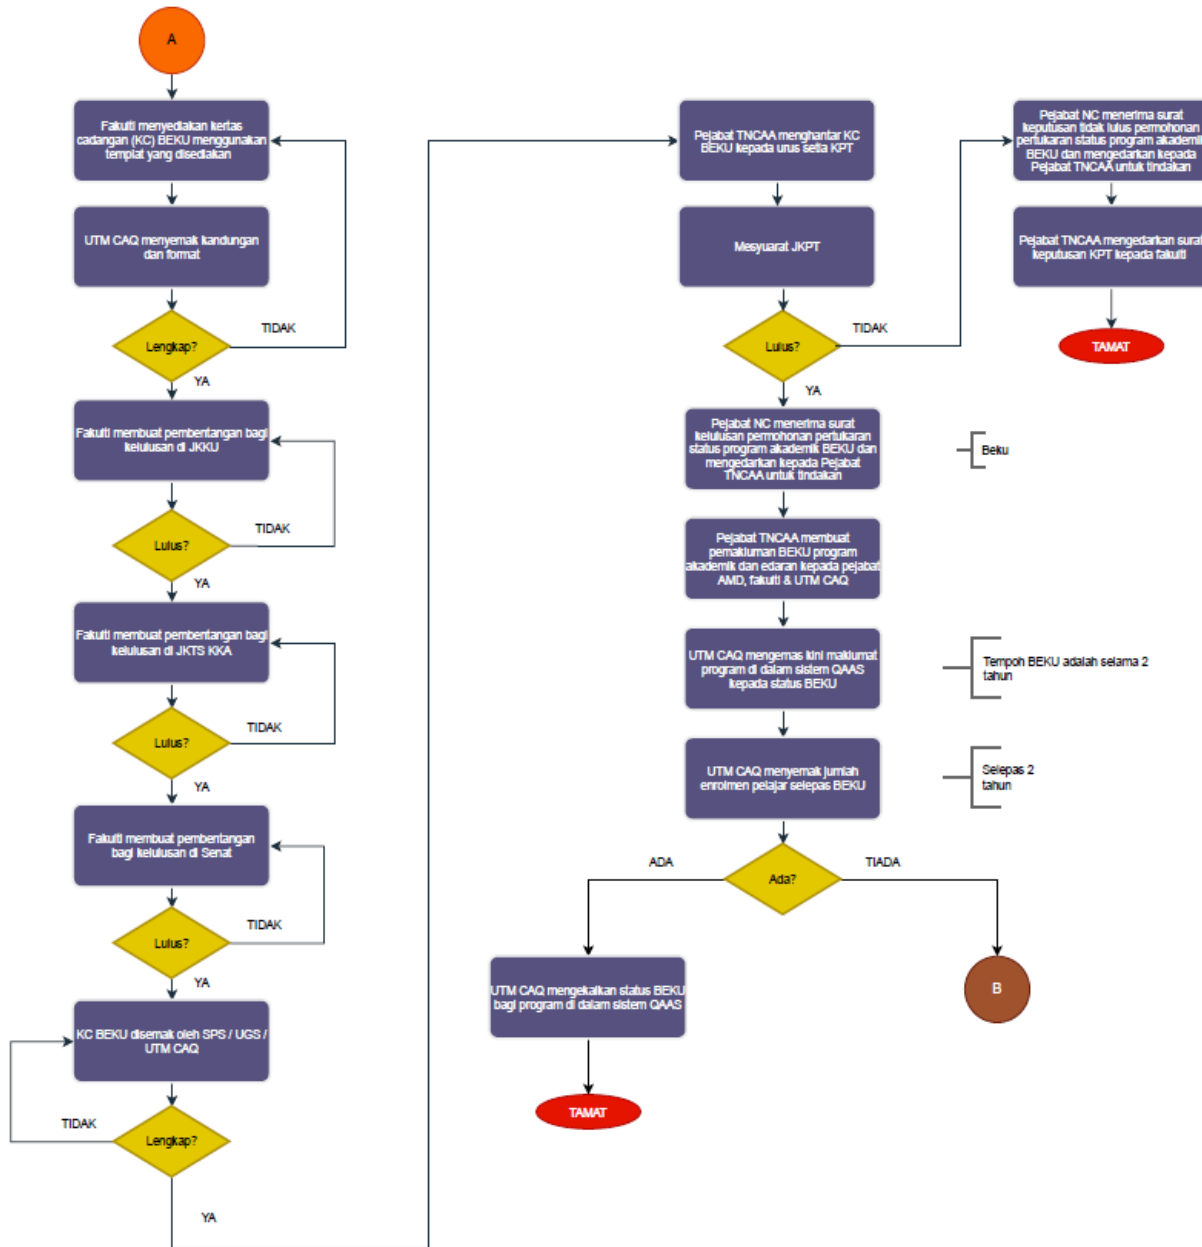 A
Fakulti menyediakan kertas
cadangan (KC) BEKU menggunakan
templat yang disediakan
UTM CAQ menyemak kandungan
dan format
Lengkap?
TIDAK
YA
Fakulti membuat pembentangan bagi
kelulusan di JKKU
Lulus?
TIDAK
YA
Fakulti membuat pembentangan bagi
kelulusan di JKTS KKA
Lulus?
TIDAK
YA
Fakulti membuat pembentangan
bagi kelulusan di Senat
Lulus?
TIDAK
YA
KC BEKU disemak oleh SPS / UGS /
UTM CAQ
Lengkap?
TIDAK
YA
Pejabat TNCAA menghantar KC
BEKU kepada urus setia KPT
Mesyuarat JKPT
Lulus?
TIDAK
YA
Pejabat NC menerima surat
keputusan tidak lulus permohonan
pertukaran status program akademik
BEKU dan mengedarkan kepada
Pejabat TNCAA untuk tindakan
Pejabat TNCAA mengedarkan surat
keputusan KPT kepada fakulti
TAMAT
Pejabat NC menerima surat
kelulusan permohonan pertukaran
status program akademik BEKU dan
mengedarkan kepada Pejabat
TNCAA untuk tindakan
Beku
Pejabat TNCAA membuat
pemakluman BEKU program
akademik dan edaran kepada pejabat
AMD, fakulti & UTM CAQ
UTM CAQ mengemas kini maklumat
program di dalam sistem QAAS
kepada status BEKU
Tempoh BEKU adalah selama 2
tahun
UTM CAQ menyemak jumlah
enrolmen pelajar selepas BEKU
Selepas 2
tahun
Ada?
ADA
TIADA
UTM CAQ mengekalkan status BEKU
bagi program di dalam sistem QAAS
TAMAT
B